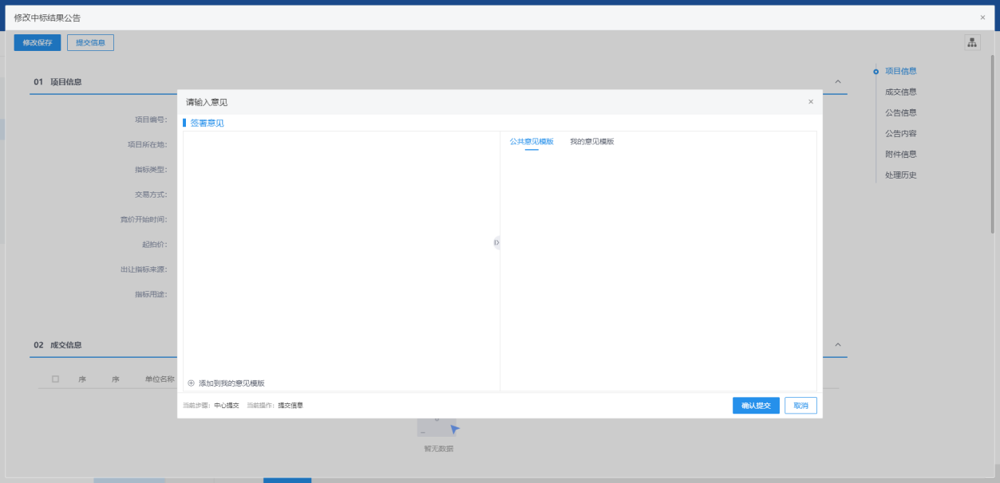 修改中标结果公告
修改保存 提交信息
01 项目信息
项目编号:
项目所在地:
指标类型:
交易方式:
竞价开始时间:
起拍价:
出让指标来源:
指标用途:
02 成交信息
序 序 单位名称
暂无数据
请输入意见
签署意见
公共意见模版 我的意见模版
添加到我的意见模版
当前步骤: 中心提交 当前操作: 提交信息
确认提交 取消
项目信息
成交信息
公告信息
公告内容
附件信息
处理历史